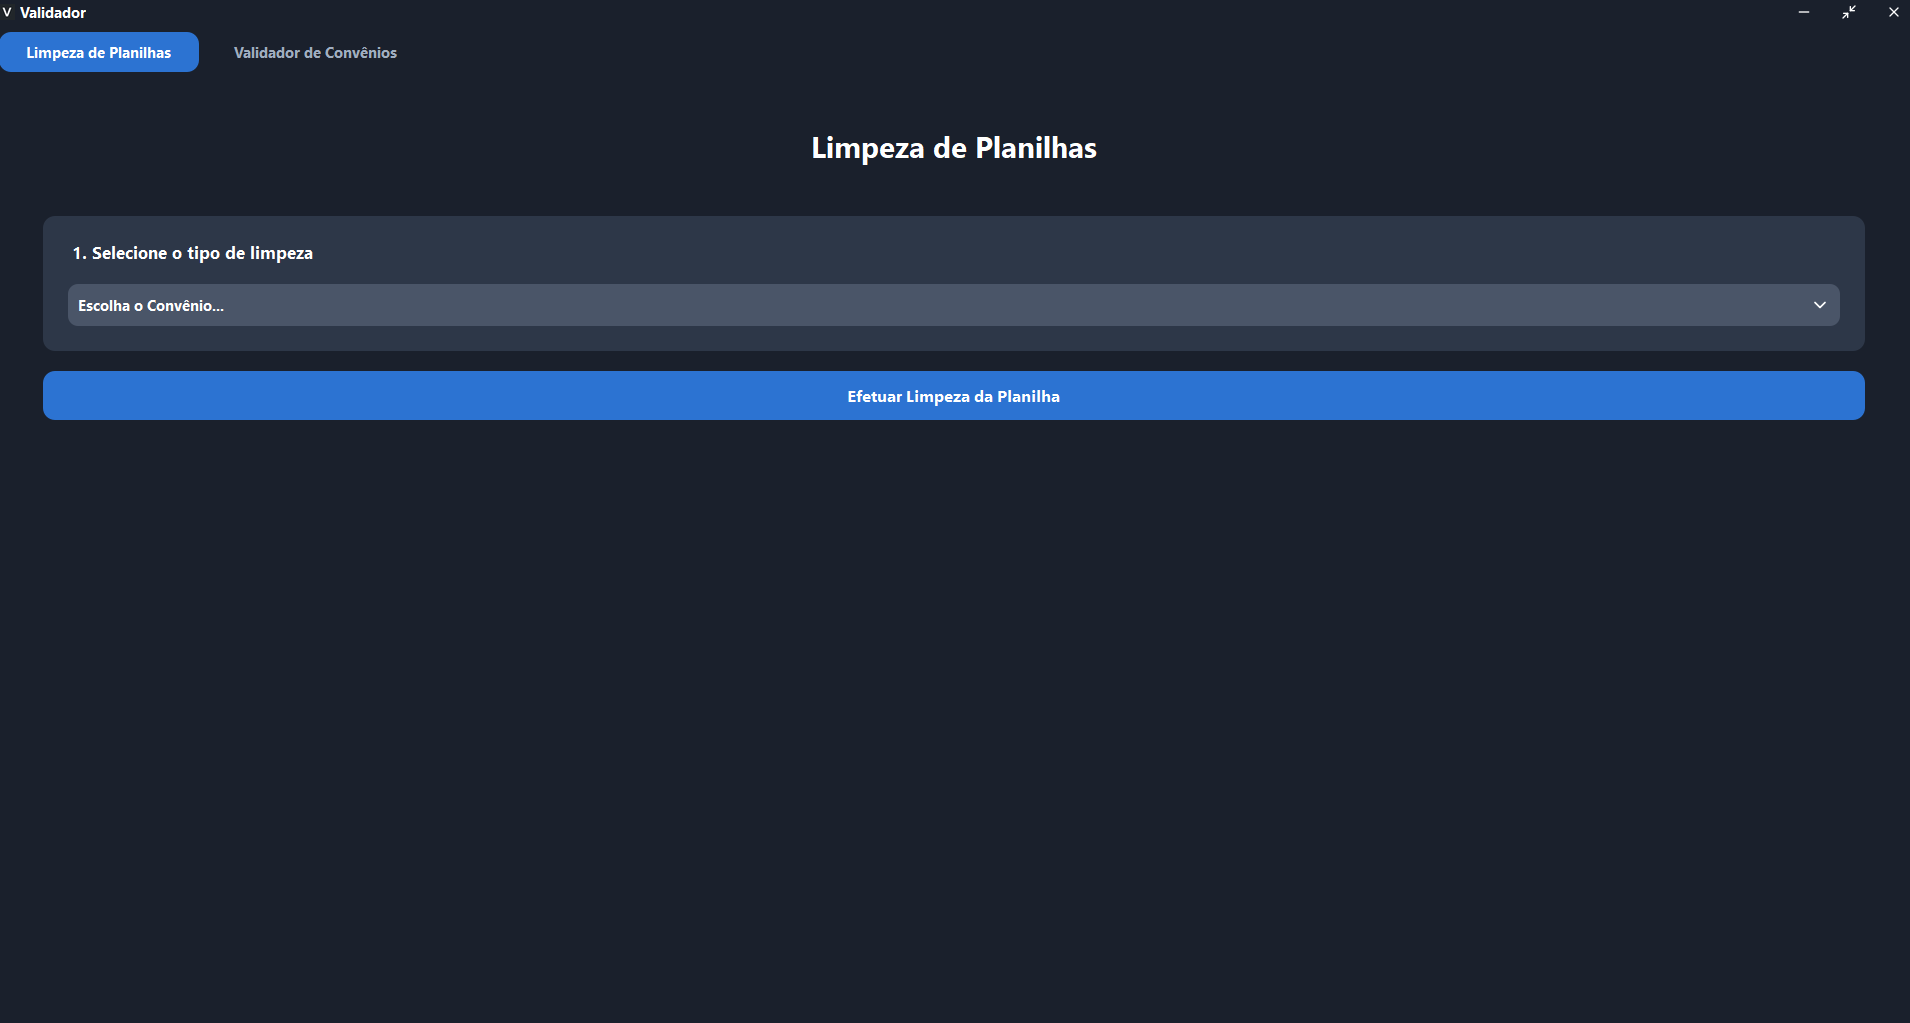 V Validador
Limpeza de Planilhas Validador de Convênios
Limpeza de Planilhas
1. Selecione o tipo de limpeza
Escolha o Convênio...
Efetuar Limpeza da Planilha